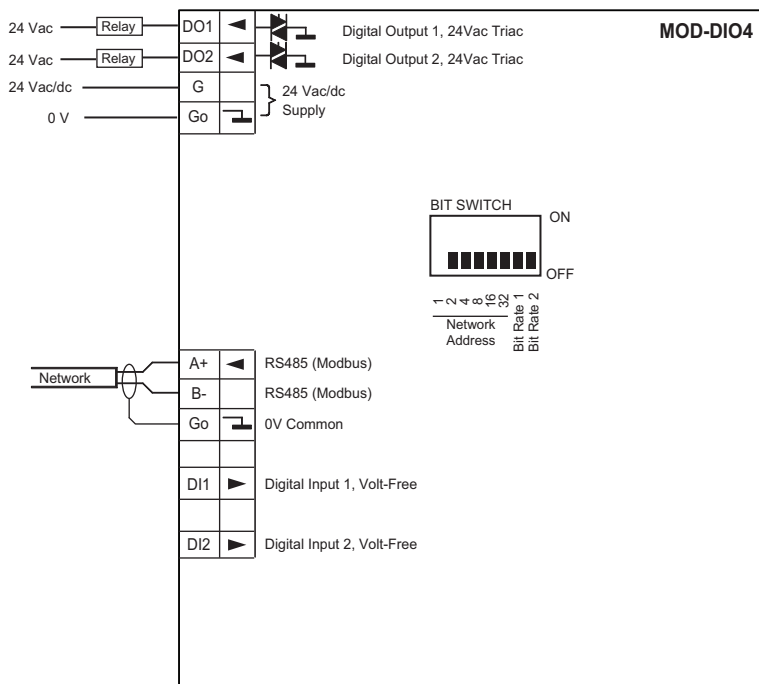 MOD-DIO4
24 Vac Relay DO1 Digital Output 1, 24Vac Triac
24 Vac Relay DO2 Digital Output 2, 24Vac Triac
24 Vac/dc G
24 Vac/dc
Supply
0 V Go
BIT SWITCH
ON
OFF
1 2 4 8 16 32 Bit Rate 1 Bit Rate 2
Network
Address
Network
A+ RS485 (Modbus)
B- RS485 (Modbus)
Go 0V Common
DI1 Digital Input 1, Volt-Free
DI2 Digital Input 2, Volt-Free